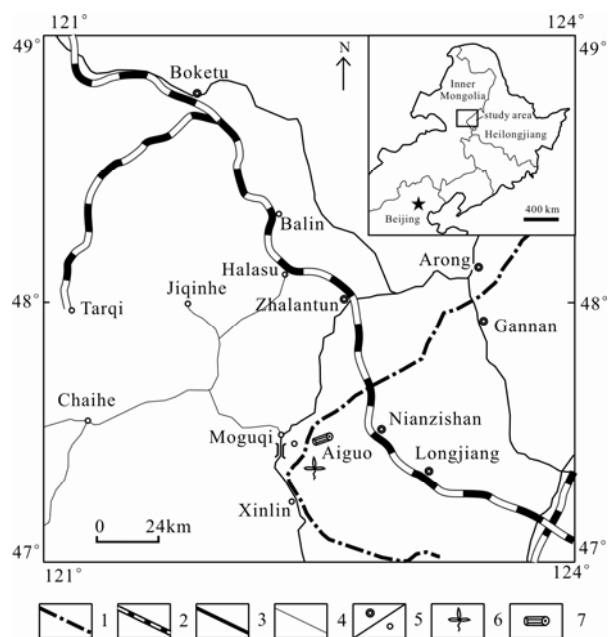 121° 124°
49° 49°
N
Boketu
Inner
Mongolia
study area
Heilongjiang
Beijing
400 km
Balin
Halasu
Arong
Jiqinhe
Zhalantun
48° 48°
Tarqi
Gannan
Chaihe
Nianzishan
Moguqi
Aiguo
Longjiang
Xinlin
0 24km
47° 47°
121° 124°
1 2 3 4 5 6 7